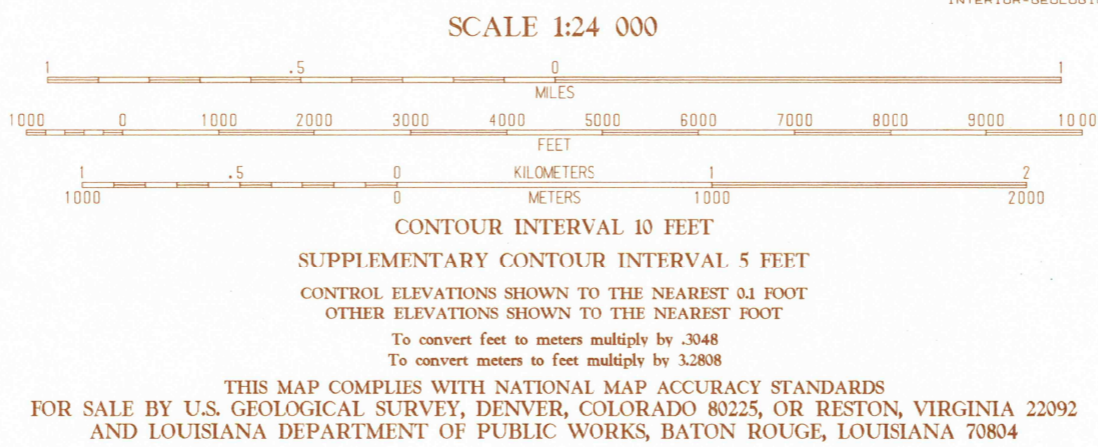 SCALE 1:24 000
1 .5 0 1
MILES
1000 0 1000 2000 3000 4000 5000 6000 7000 8000 9000 1000
FEET
1 .5 0 KILOMETERS 1 2
1000 0 METERS 1000 2000
CONTOUR INTERVAL 10 FEET
SUPPLEMENTARY CONTOUR INTERVAL 5 FEET
CONTROL ELEVATIONS SHOWN TO THE NEAREST 0.1 FOOT
OTHER ELEVATIONS SHOWN TO THE NEAREST FOOT
To convert feet to meters multiply by .3048
To convert meters to feet multiply by 3.2808
THIS MAP COMPLIES WITH NATIONAL MAP ACCURACY STANDARDS
FOR SALE BY U.S. GEOLOGICAL SURVEY, DENVER, COLORADO 80225, OR RESTON, VIRGINIA 22092
AND LOUISIANA DEPARTMENT OF PUBLIC WORKS, BATON ROUGE, LOUISIANA 70804